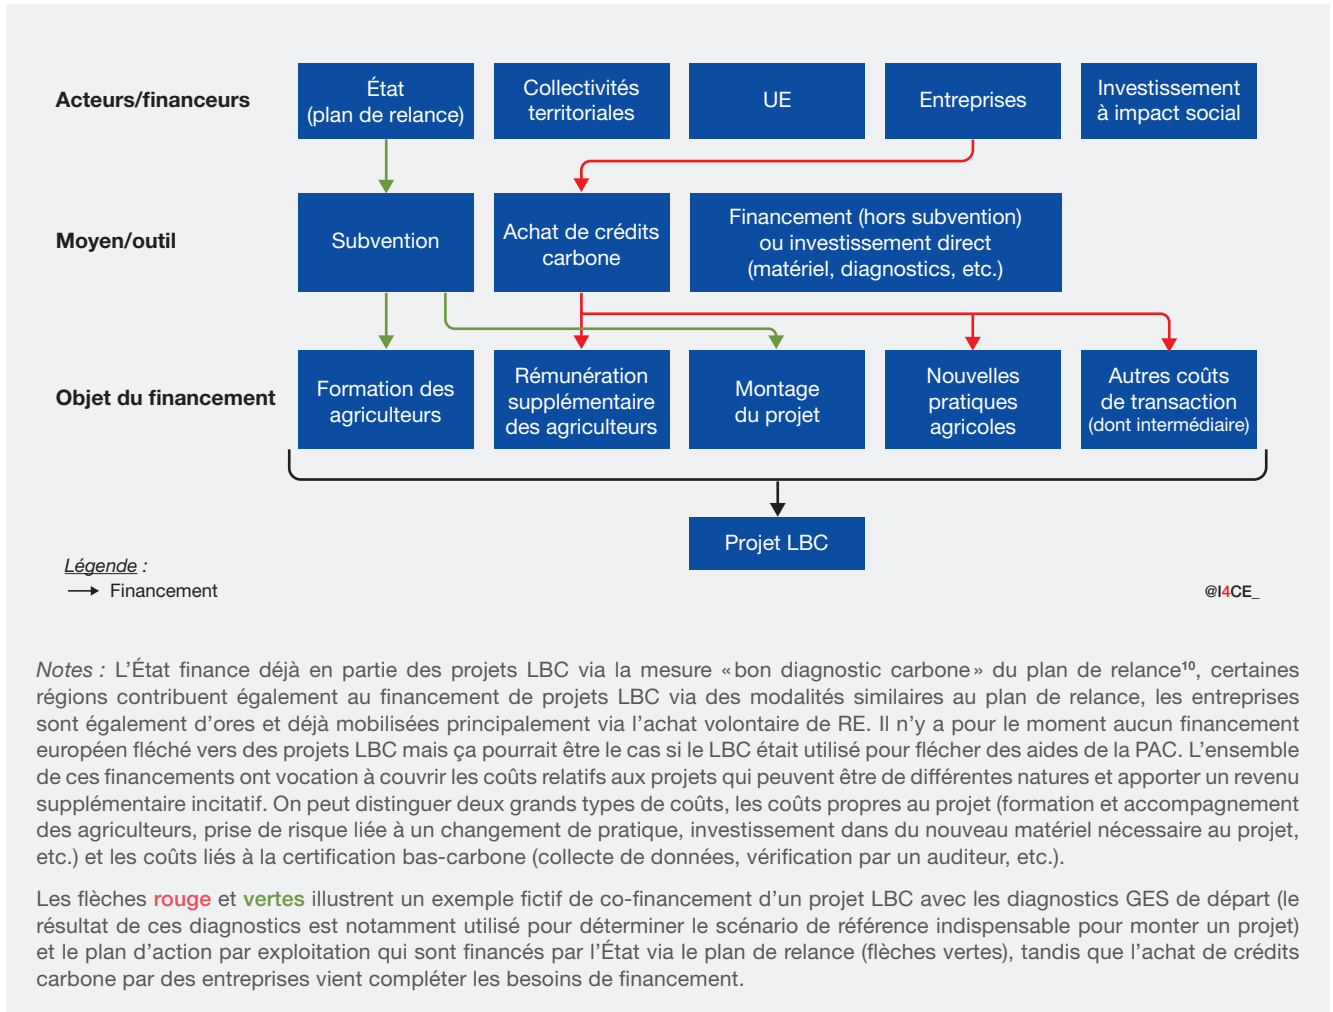 Acteurs/financeurs
État
(plan de relance)
Collectivités
territoriales
UE
Entreprises
Investissement
à impact social
Moyen/outil
Subvention
Achat de crédits
carbone
Financement (hors subvention)
ou investissement direct
(matériel, diagnostics, etc.)
Objet du financement
Formation des
agriculteurs
Rémunération
supplémentaire
des agriculteurs
Montage
du projet
Nouvelles
pratiques
agricoles
Autres coûts
de transaction
(dont intermédiaire)
Projet LBC
Légende :
Financement
@I4CE_
Notes : L’État finance déjà en partie des projets LBC via la mesure « bon diagnostic carbone » du plan de relance¹⁰, certaines
régions contribuent également au financement de projets LBC via des modalités similaires au plan de relance, les entreprises
sont également d’ores et déjà mobilisées principalement via l’achat volontaire de RE. Il n’y a pour le moment aucun financement
européen fléché vers des projets LBC mais ça pourrait être le cas si le LBC était utilisé pour flécher des aides de la PAC. L’ensemble
de ces financements ont vocation à couvrir les coûts relatifs aux projets qui peuvent être de différentes natures et apporter un revenu
supplémentaire incitatif. On peut distinguer deux grands types de coûts, les coûts propres au projet (formation et accompagnement
des agriculteurs, prise de risque liée à un changement de pratique, investissement dans du nouveau matériel nécessaire au projet,
etc.) et les coûts liés à la certification bas-carbone (collecte de données, vérification par un auditeur, etc.).
Les flèches rouge et vertes illustrent un exemple fictif de co-financement d’un projet LBC avec les diagnostics GES de départ (le
résultat de ces diagnostics est notamment utilisé pour déterminer le scénario de référence indispensable pour monter un projet)
et le plan d’action par exploitation qui sont financés par l’État via le plan de relance (flèches vertes), tandis que l’achat de crédits
carbone par des entreprises vient compléter les besoins de financement.